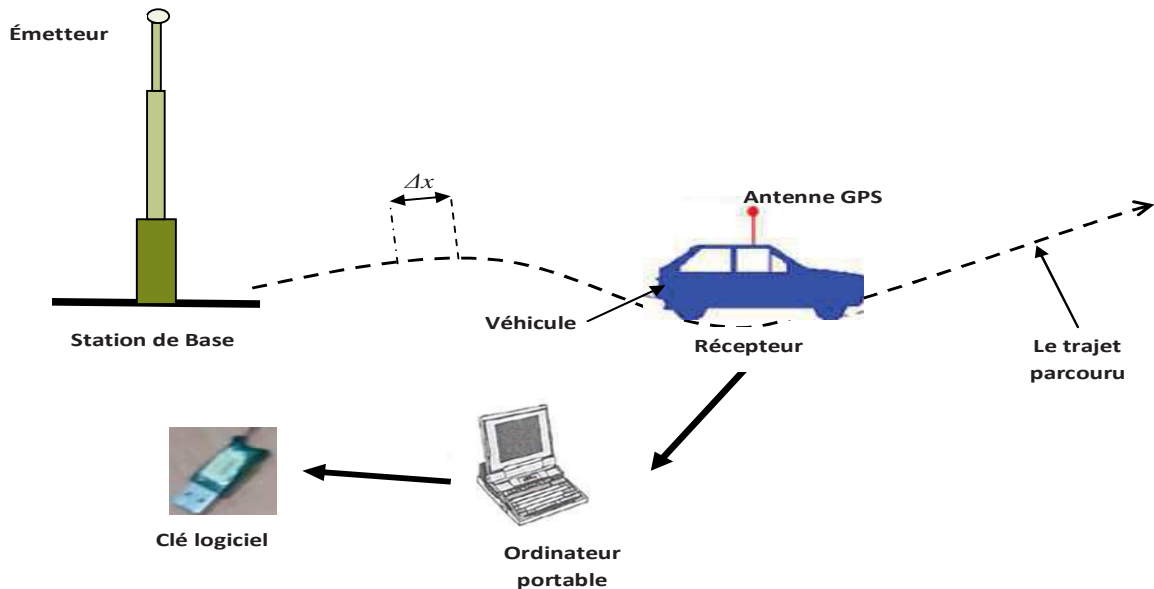 Émetteur
Δx
Antenne GPS
Véhicule
Station de Base
Récepteur
Le trajet
parcouru
Clé logiciel
Ordinateur
portable